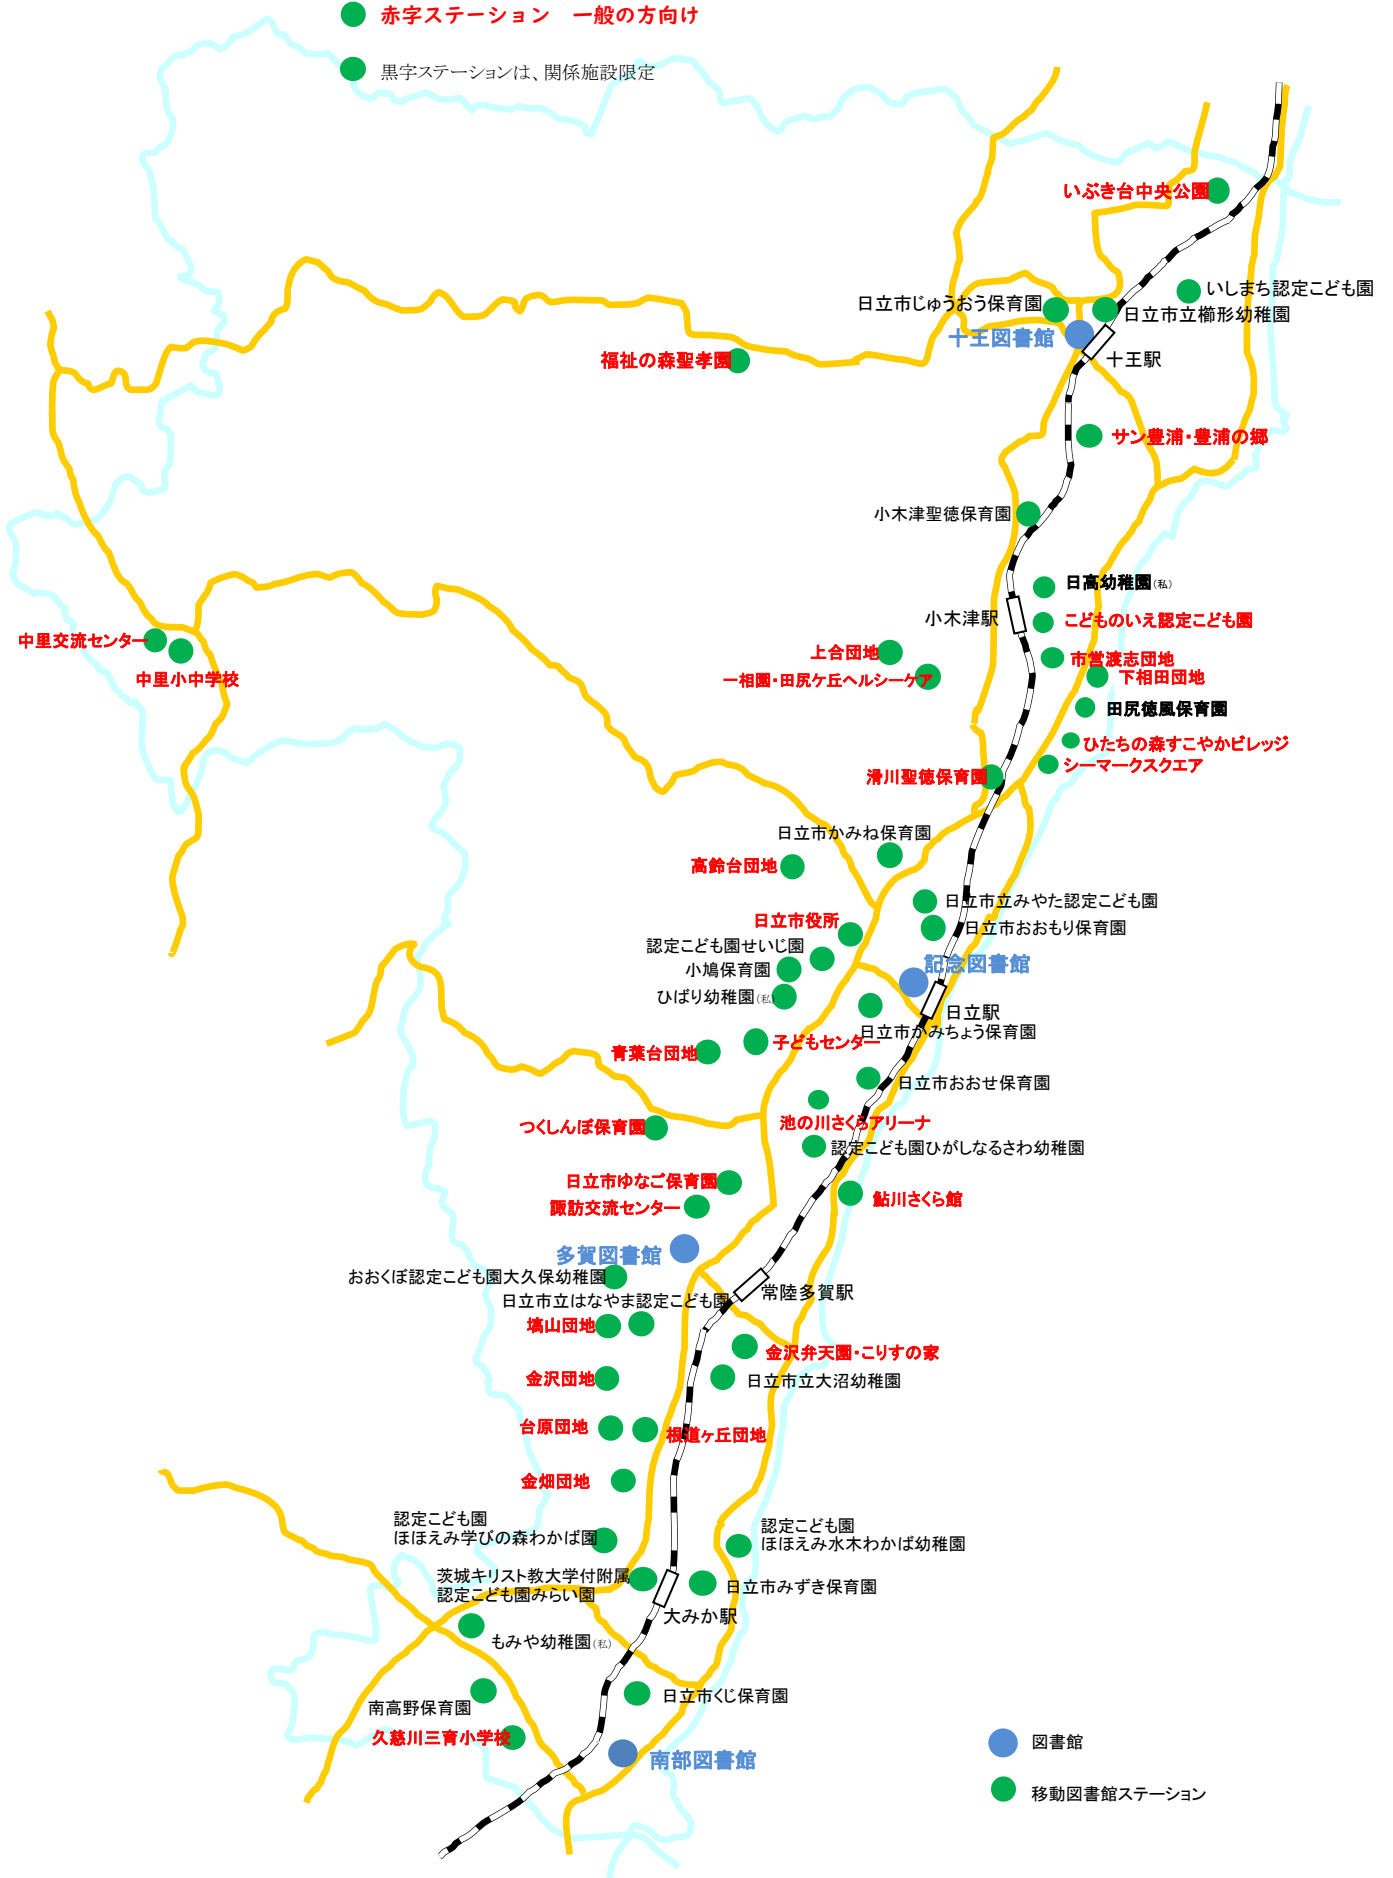 赤字ステーション　一般の方向け
黒字ステーションは、関係施設限定
いぶき台中央公園
いしまち認定こども園
日立市じゅうおう保育園
日立市立櫛形幼稚園
十王図書館
十王駅
福祉の森聖孝園
サン豊浦・豊浦の郷
小木津聖徳保育園
日高幼稚園(私)
小木津駅
こどものいえ認定こども園
中里交流センター
上合団地
市営渡志団地
中里小中学校
一相園・田尻ケ丘ヘルシーケア
下相田団地
田尻徳風保育園
ひたちの森すこやかビレッジ
シーマークスクエア
滑川聖徳保育園
日立市かみね保育園
高鈴台団地
日立市立みやた認定こども園
日立市役所
日立市おおもり保育園
認定こども園せいじ園
記念図書館
小鳩保育園
ひばり幼稚園(私)
日立駅
日立市かみちょう保育園
子どもセンター
青葉台団地
日立市おおせ保育園
池の川さくらアリーナ
つくしんぼ保育園
認定こども園ひがしなるさわ幼稚園
日立市ゆなご保育園
鮎川さくら館
諏訪交流センター
多賀図書館
おおくぼ認定こども園大久保幼稚園
常陸多賀駅
日立市立はなやま認定こども園
塙山団地
金沢弁天園・こりすの家
金沢団地
日立市立大沼幼稚園
台原団地
根道ヶ丘団地
金畑団地
認定こども園
ほほえみ学びの森わかば園
認定こども園
ほほえみ水木わかば幼稚園
茨城キリスト教大学付附属
認定こども園みらい園
日立市みずき保育園
大みか駅
もみや幼稚園(私)
日立市くじ保育園
南高野保育園
久慈川三育小学校
南部図書館
図書館
移動図書館ステーション